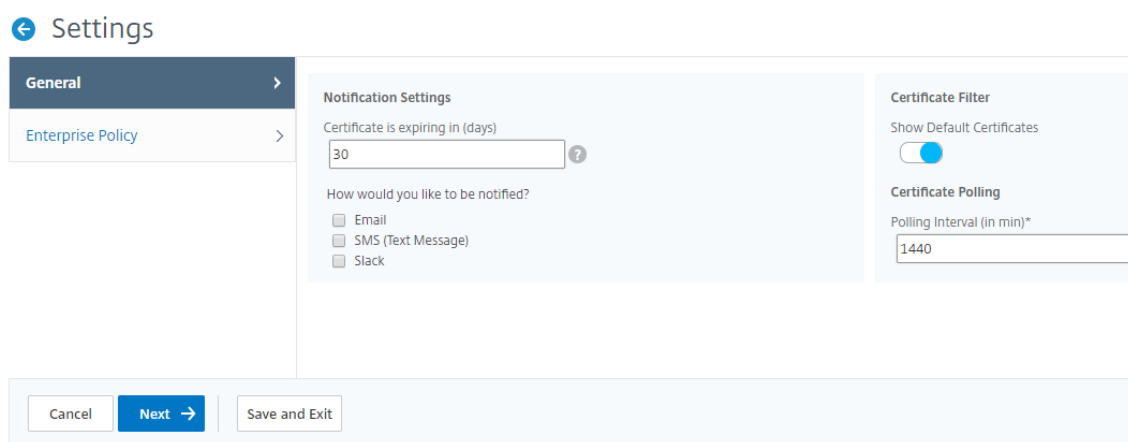 Settings
General
Enterprise Policy
Notification Settings
Certificate is expiring in (days)
30
?
How would you like to be notified?
Email
SMS (Text Message)
Slack
Certificate Filter
Show Default Certificates
Certificate Polling
Polling Interval (in min)*
1440
Cancel
Next →
Save and Exit